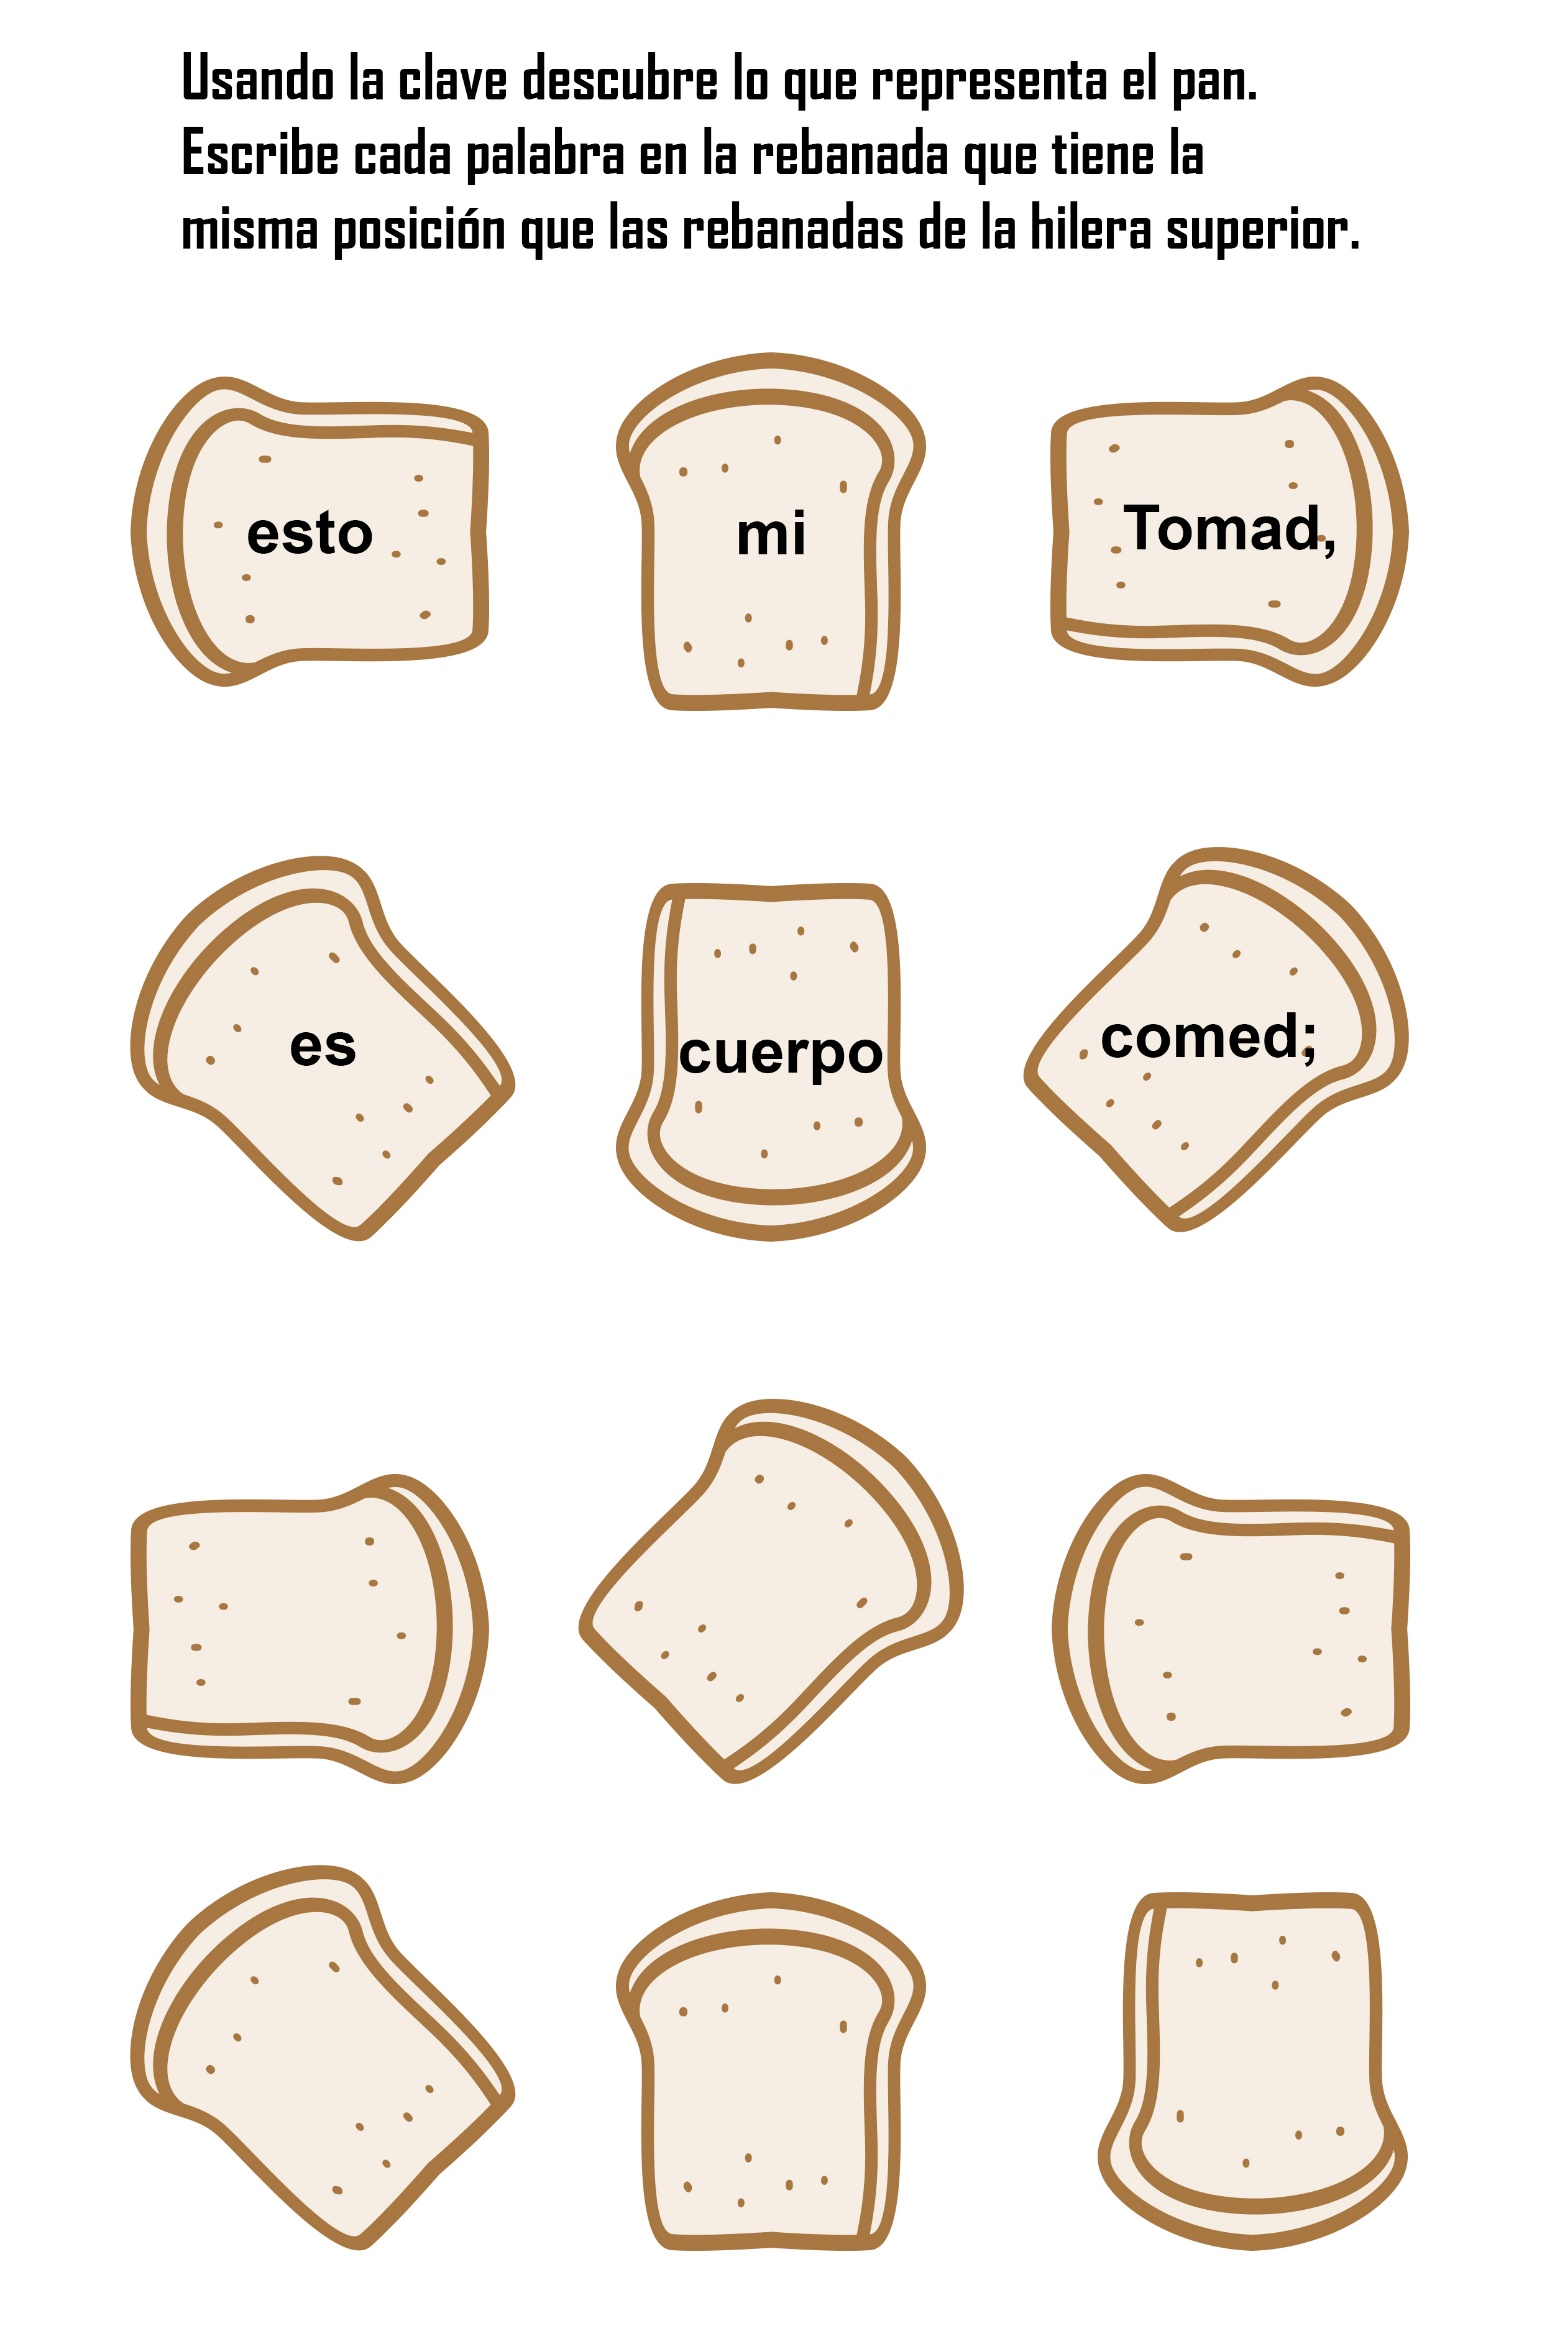 Usando la clave descubre lo que representa el pan.
Escribe cada palabra en la rebanada que tiene la
misma posición que las rebanadas de la hilera superior.
esto
mi
Tomad,
es
cuerpo
comed;